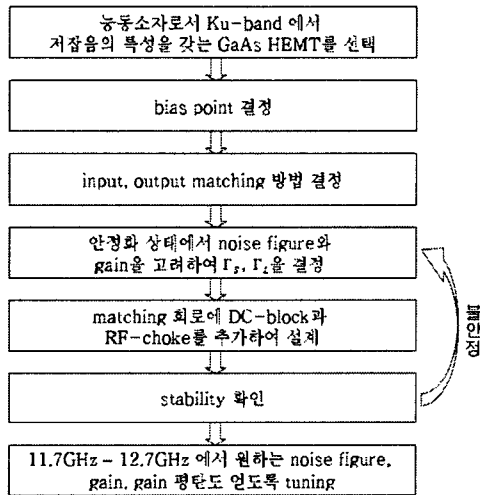 능동소자로서 Ku-band 에서
저잡음의 특성을 갖는 GaAs HEMT를 선택
bias point 결정
input, output matching 방법 결정
안정화 상태에서 noise figure와
gain을 고려하여 Γs, ΓL을 결정
matching 회로에 DC-block과
RF-choke를 추가하여 설계
stability 확인
불안정
11.7GHz - 12.7GHz 에서 원하는 noise figure,
gain, gain 평탄도 얻도록 tuning